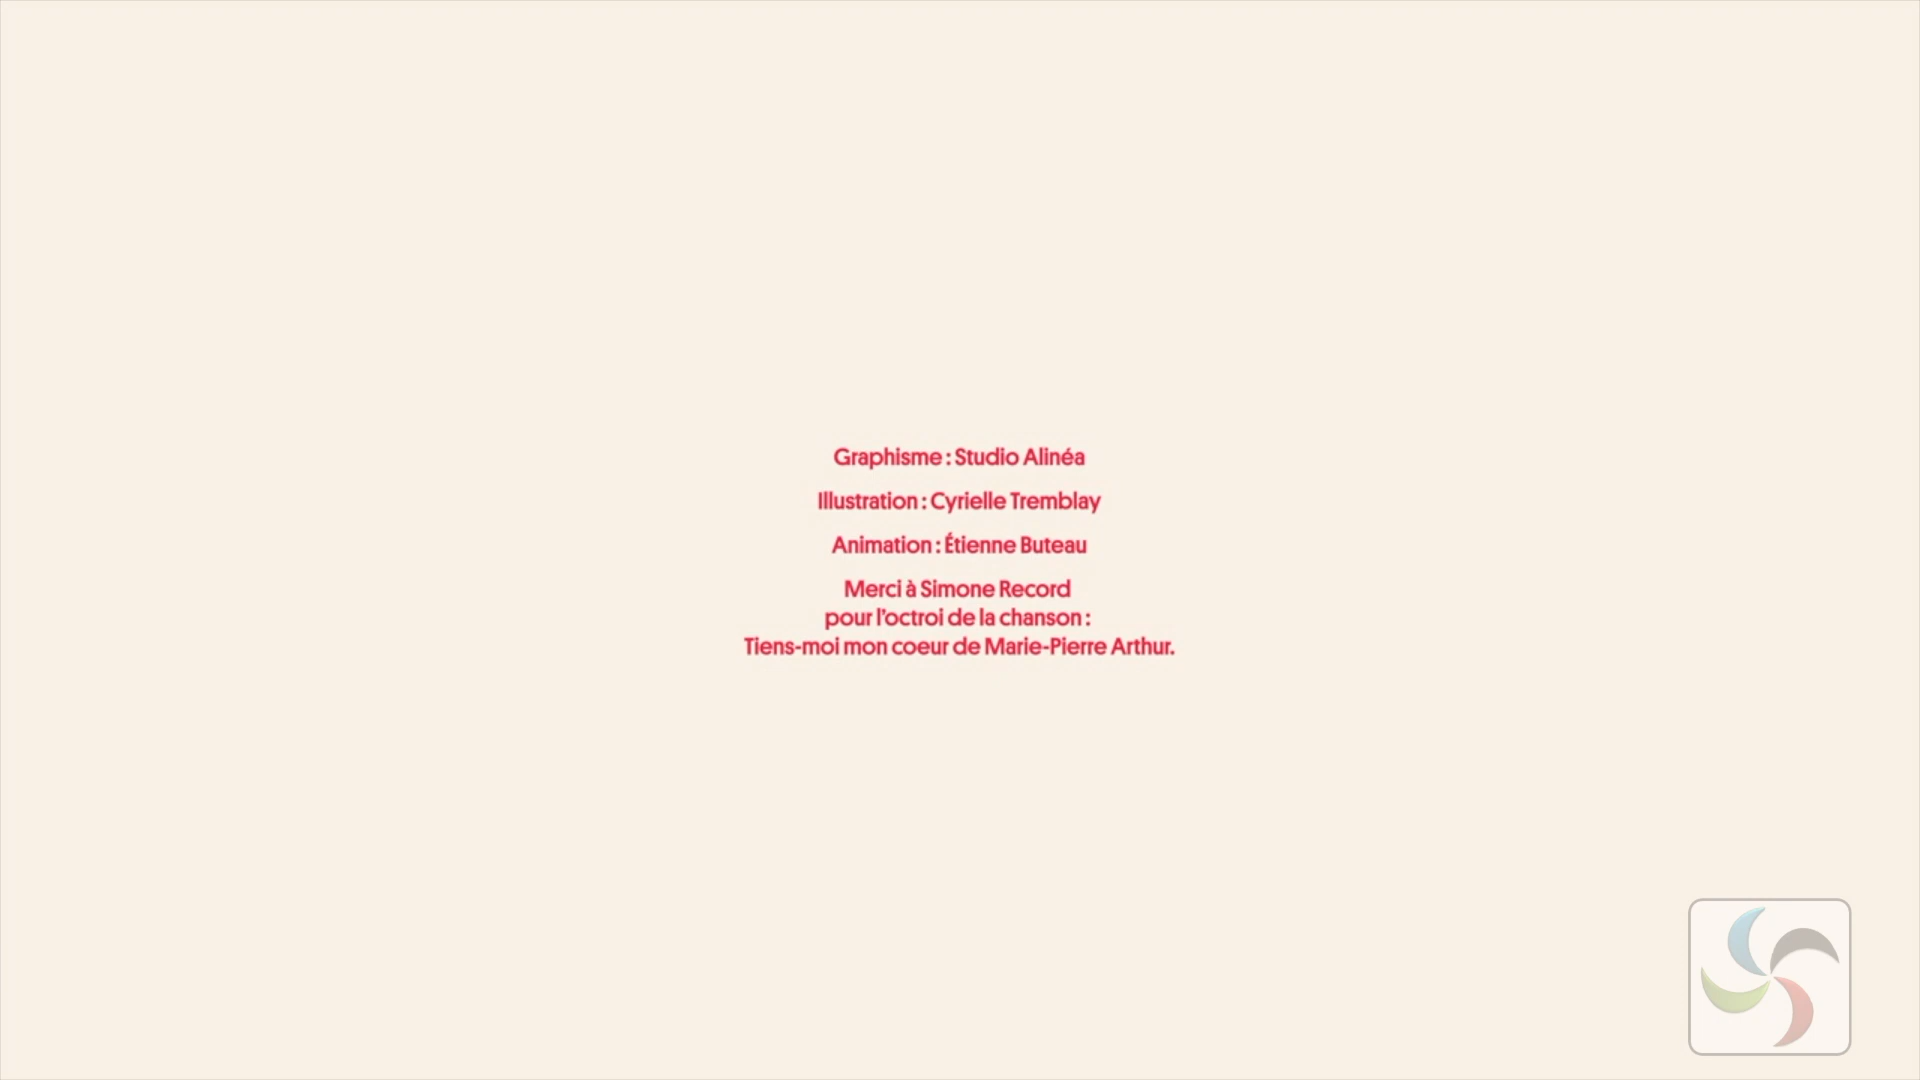 Graphisme : Studio Alinéa
Illustration : Cyrielle Tremblay
Animation : Étienne Buteau
Merci à Simone Record
pour l'octroi de la chanson :
Tiens-moi mon coeur de Marie-Pierre Arthur.